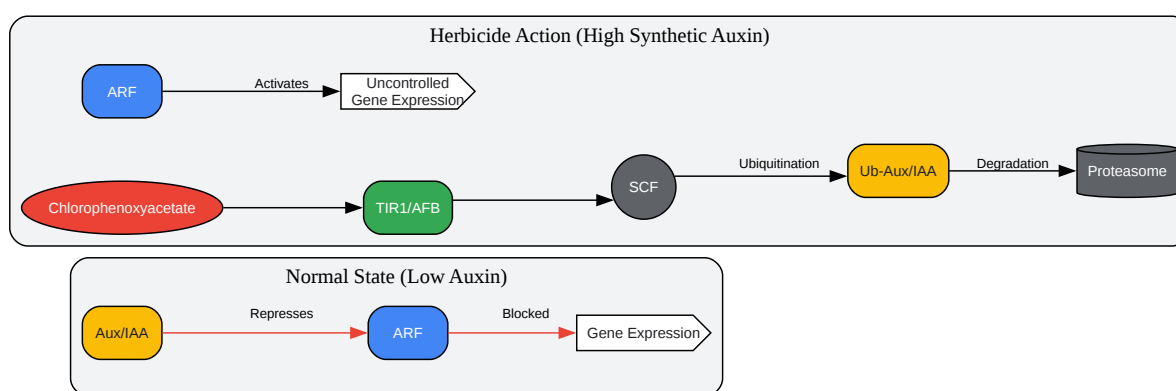 Herbicide Action (High Synthetic Auxin)
ARF
Activates
Uncontrolled
Gene Expression
Chlorophenoxyacetate
TIR1/AFB
SCF
Ubiquitination
Ub-Aux/IAA
Degradation
Proteasome
Normal State (Low Auxin)
Aux/IAA
Represses
ARF
Blocked
Gene Expression